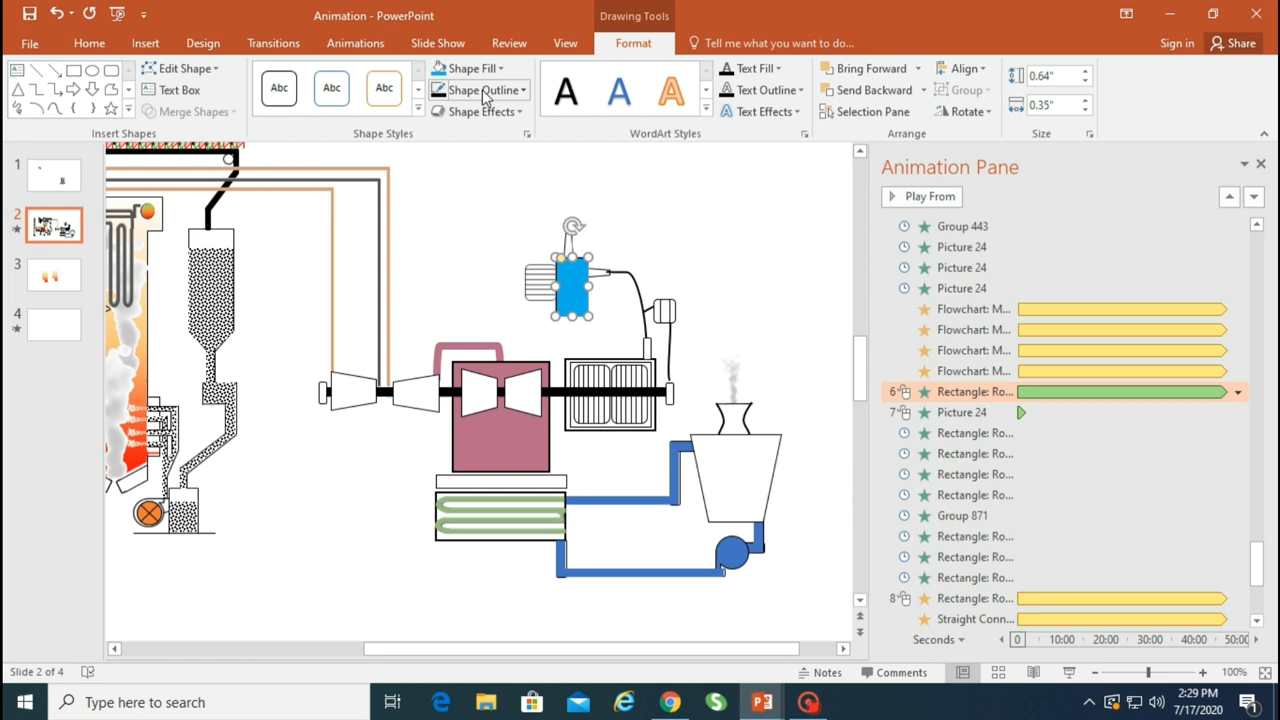 Animation - PowerPoint
Drawing Tools
File
Home
Insert
Design
Transitions
Animations
Slide Show
Review
View
Format
Tell me what you want to do...
Sign in
Share
Edit Shape
Text Box
Merge Shapes
Insert Shapes
Abc
Abc
Abc
Shape Fill
Shape Outline
Shape Effects
Shape Styles
A
A
A
Text Fill
Text Outline
Text Effects
WordArt Styles
Bring Forward
Send Backward
Selection Pane
Align
Group
Rotate
Arrange
0.64"
0.35"
Size
1
2
3
4
Animation Pane
Play From
Group 443
Picture 24
Picture 24
Picture 24
Flowchart: M...
Flowchart: M...
Flowchart: M...
Flowchart: M...
6 Rectangle: Ro...
7 Picture 24
Rectangle: Ro...
Rectangle: Ro...
Rectangle: Ro...
Rectangle: Ro...
Group 871
Rectangle: Ro...
Rectangle: Ro...
Rectangle: Ro...
8 Rectangle: Ro...
Straight Conn...
Seconds
0
10:00
20:00
30:00
40:00
50:00
Slide 2 of 4
Notes
Comments
100%
Type here to search
2:29 PM
7/17/2020
1